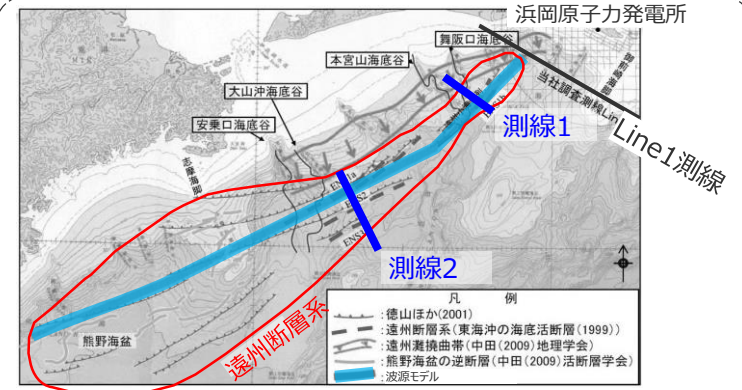 浜岡原子力発電所
舞阪口海底谷
本宮山海底谷
御前崎海脚
大山沖海底谷
当社調査測線Lin
Line1測線
安乗口海底谷
測線1
志摩海脚
ENS2
測線2
遠州断層系
熊野海盆
凡 例
:徳山ほか(2001)
:遠州断層系(東海沖の海底活断層(1999))
:遠州灘撓曲帯(中田(2009)地理学会)
:熊野海盆の逆断層(中田(2009)活断層学会)
:波源モデル